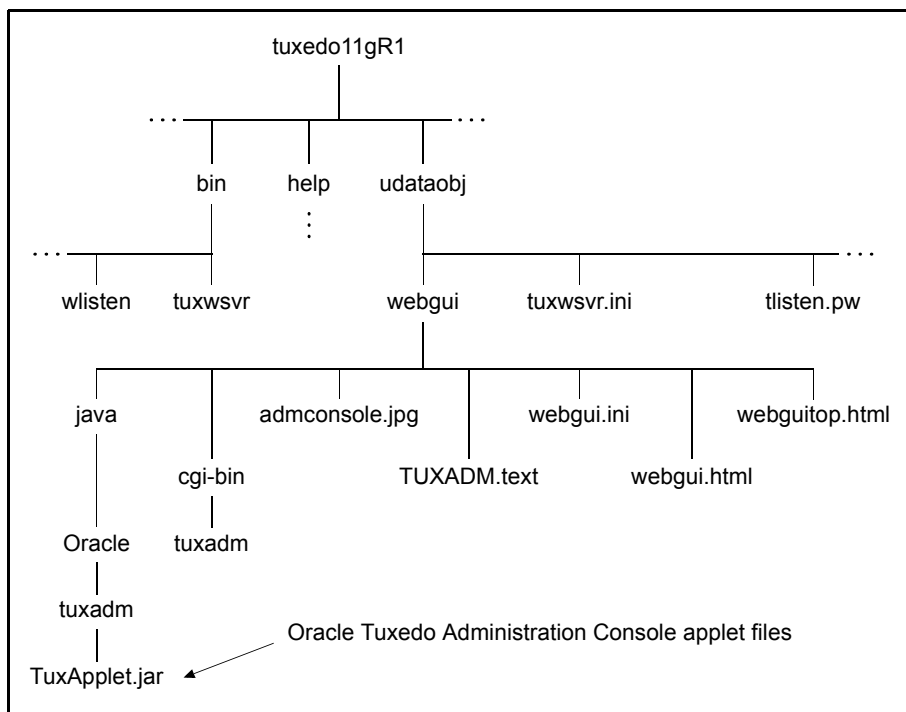 tuxedo11gR1
bin help udataobj
wlisten tuxwsvr webgui tuxwsvr.ini tlisten.pw
java admconsole.jpg webgui.ini webguitop.html
cgi-bin TUXADM.text webgui.html
Oracle tuxadm
tuxadm
Oracle Tuxedo Administration Console applet files
TuxApplet.jar